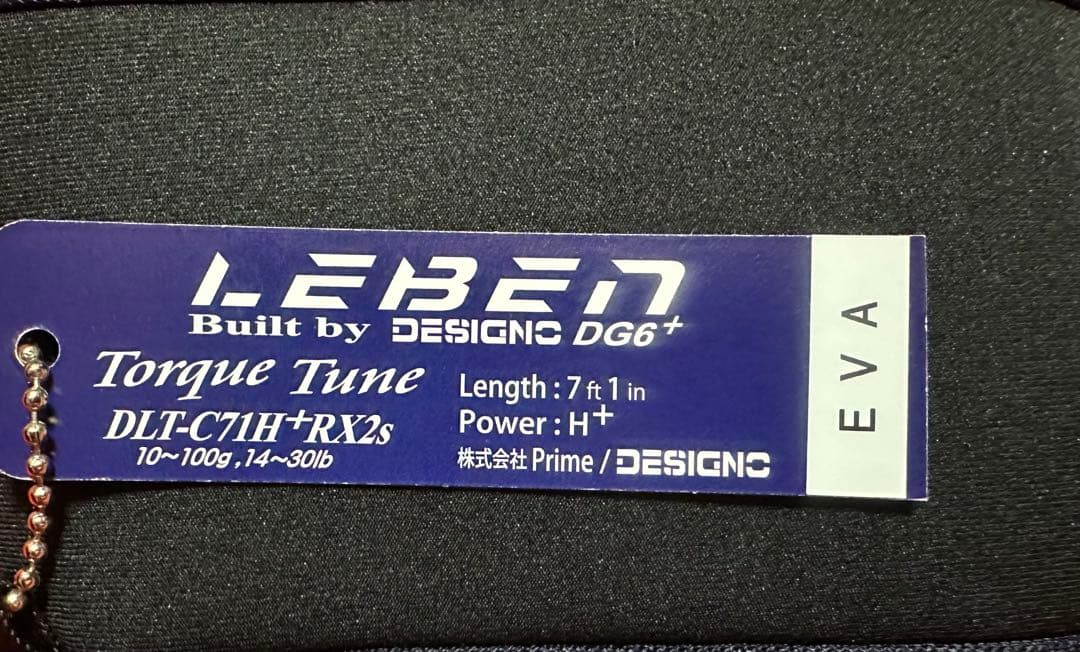 LEBEN
Built by DESIGNO DG6+
Torque Tune
DLT-C71H+RX2s
10~100g,14~30lb
Length : 7 ft 1 in
Power : H+
株式会社 Prime / DESIGNO
EVA